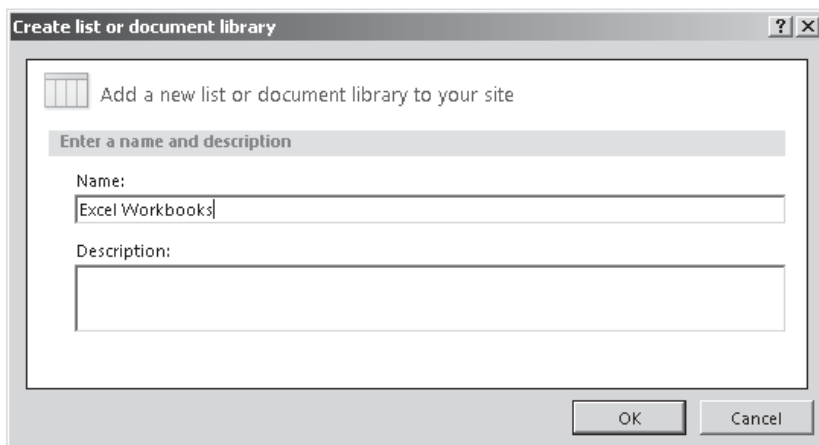 Create list or document library
Add a new list or document library to your site
Enter a name and description
Name:
Excel Workbooks
Description:
OK Cancel